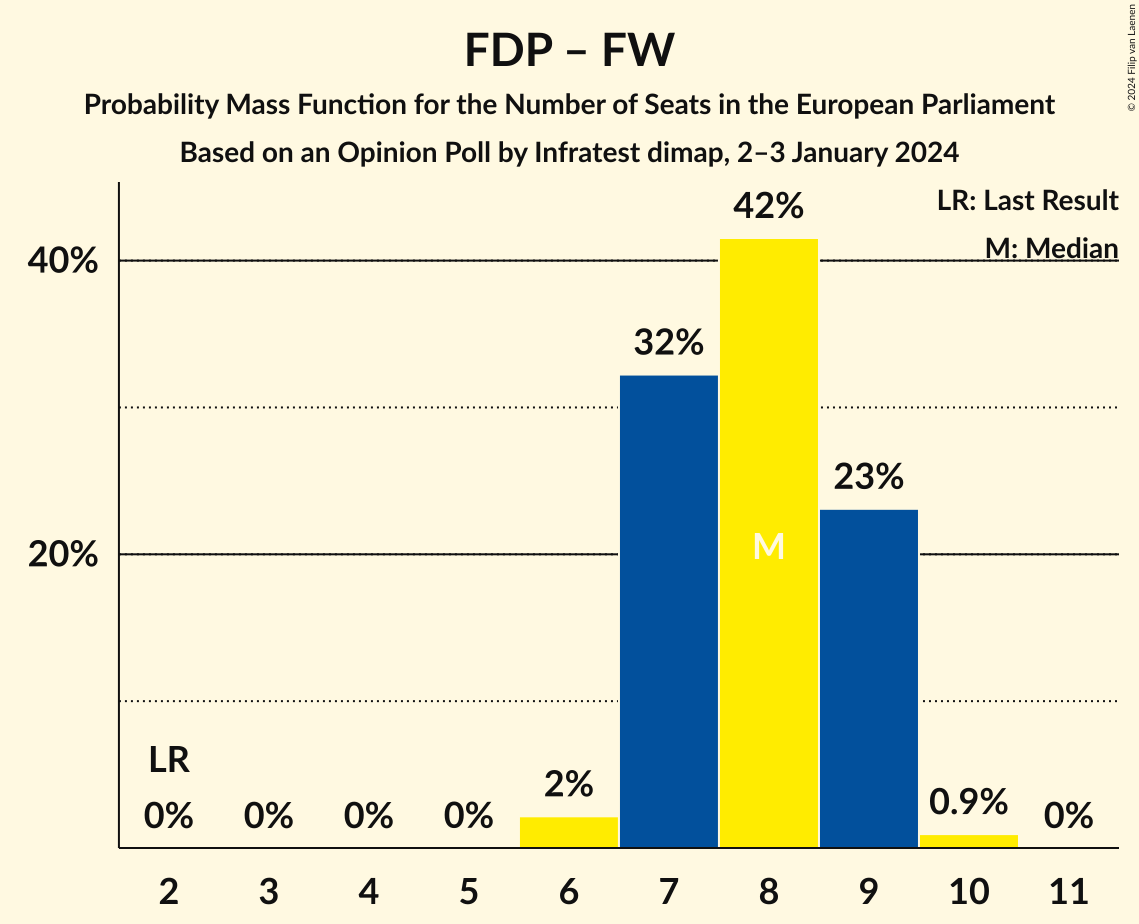 FDP – FW
Probability Mass Function for the Number of Seats in the European Parliament
Based on an Opinion Poll by Infratest dimap, 2–3 January 2024
© 2024 Filip van Laenen
LR: Last Result
M: Median
42%
40%
32%
23%
20%
M
LR
0%
0%
0%
0%
2%
0.9%
0%
2
3
4
5
6
7
8
9
10
11